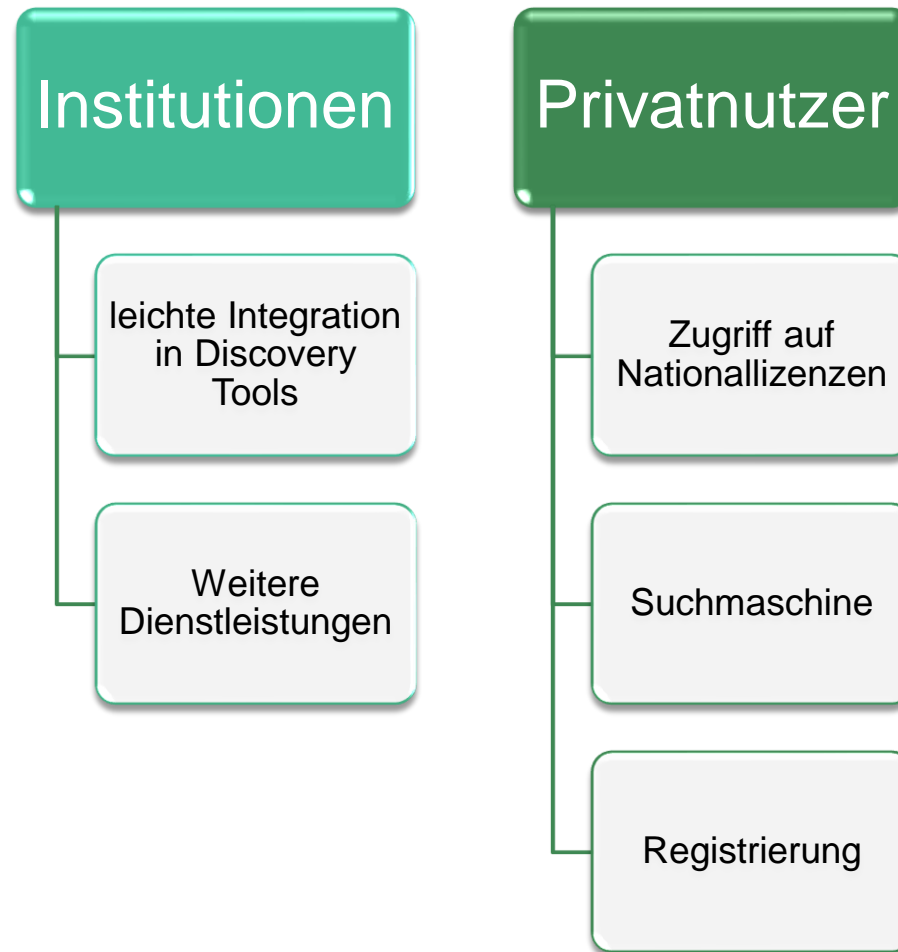 Institutionen
leichte Integration
in Discovery
Tools
Weitere
Dienstleistungen
Privatnutzer
Zugriff auf
Nationallizenzen
Suchmaschine
Registrierung